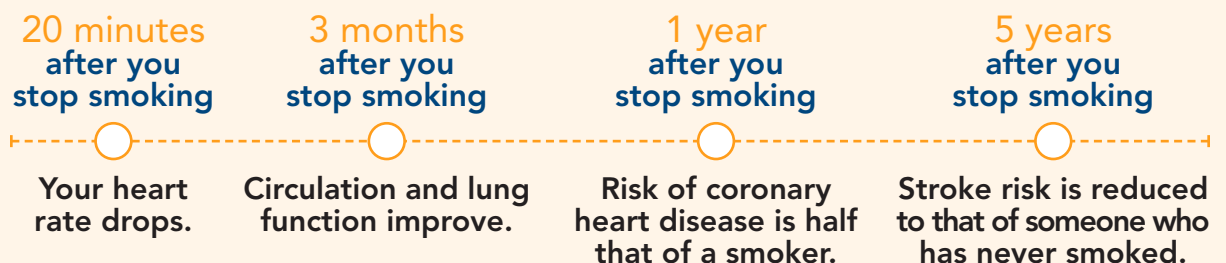 20 minutes
after you
stop smoking
Your heart
rate drops.
3 months
after you
stop smoking
Circulation and lung
function improve.
1 year
after you
stop smoking
Risk of coronary
heart disease is half
that of a smoker.
5 years
after you
stop smoking
Stroke risk is reduced
to that of someone who
has never smoked.